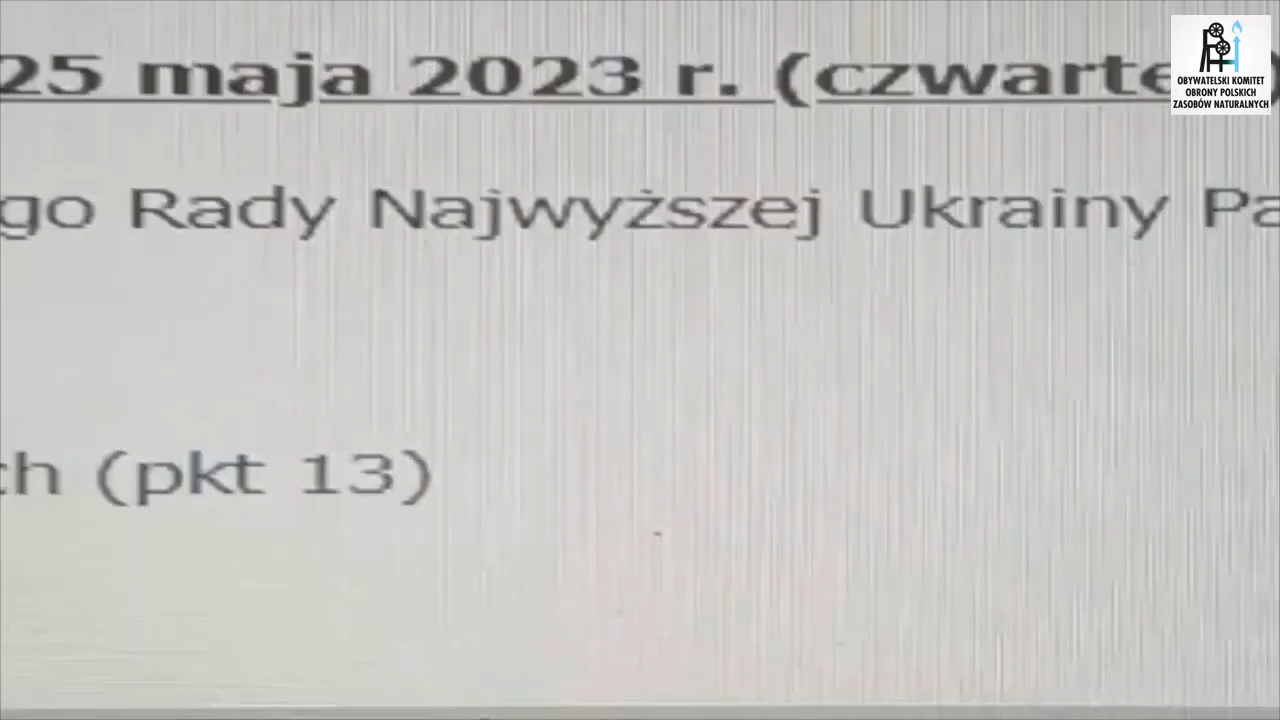 25 maja 2023 r. (czwarte
go Rady Najwyższej Ukrainy Pa
ch (pkt 13)
OBYWATELSKI KOMITET
OBRONY POLSKICH
ZASOBÓW NATURALNYCH